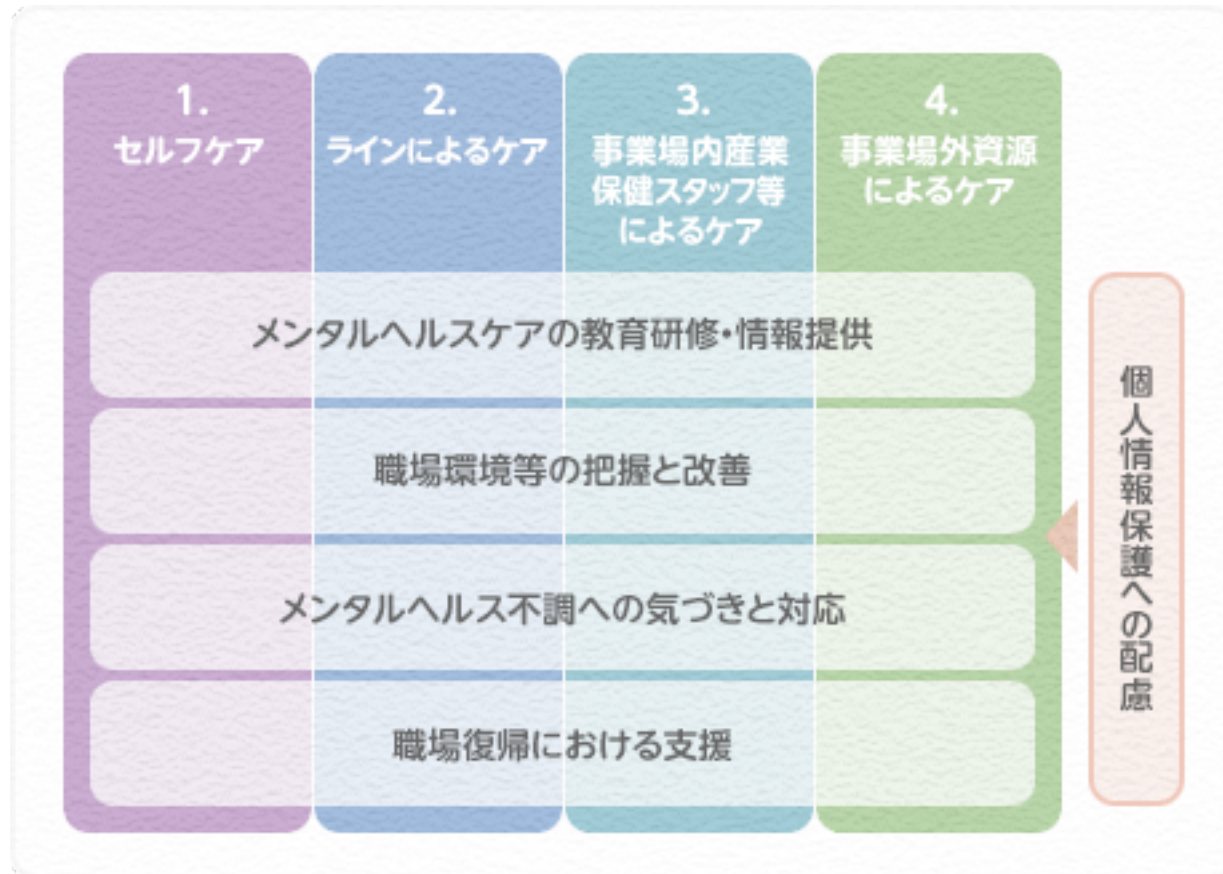 1.
セルフケア
2.
ラインによるケア
3.
事業場内産業
保健スタッフ等
によるケア
4.
事業場外資源
によるケア
メンタルヘルスケアの教育研修・情報提供
職場環境等の把握と改善
メンタルヘルス不調への気づきと対応
職場復帰における支援
個人情報保護への配慮